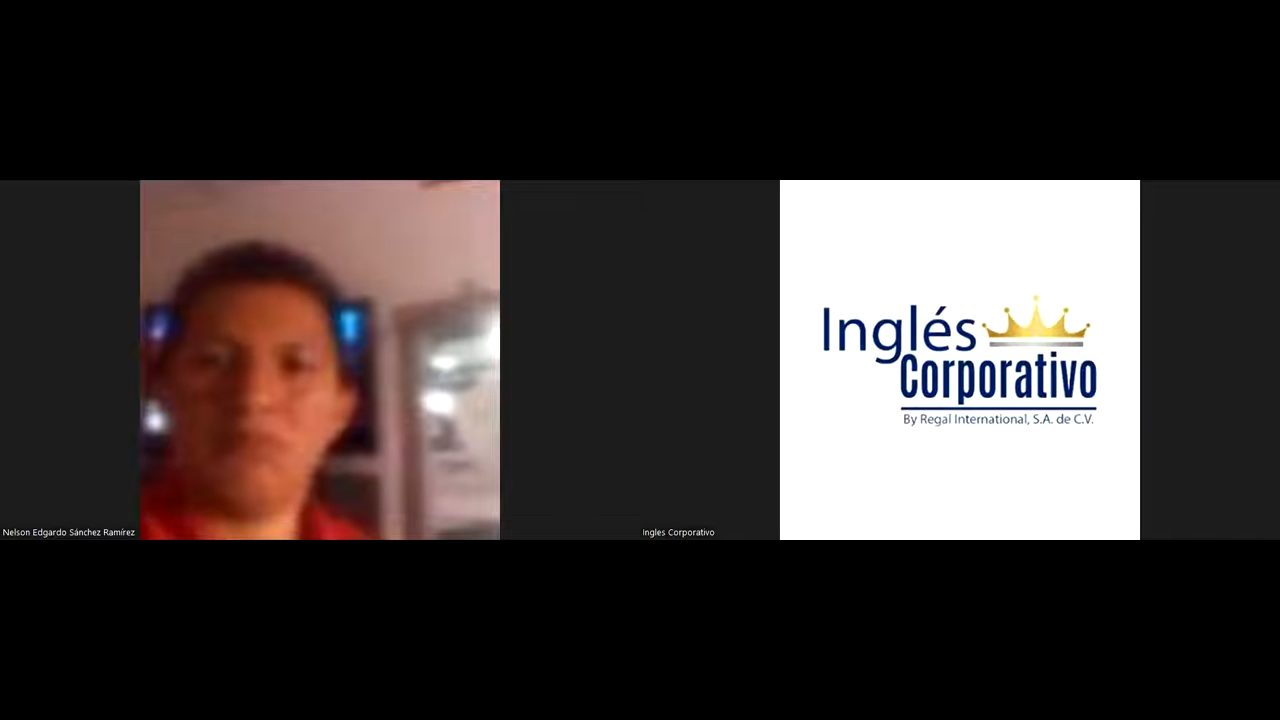 Inglés
Corporativo
By Regal International, S.A. de C.V.
Nelson Edgardo Sánchez Ramírez
Ingles Corporativo